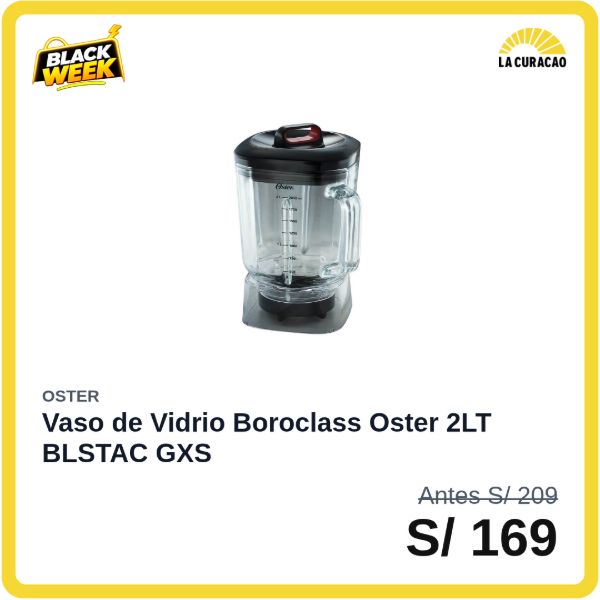 BLACK
WEEK
LA CURACAO
Oster
OSTER
Vaso de Vidrio Boroclass Oster 2LT
BLSTAC GXS
Antes S/ 209
S/ 169